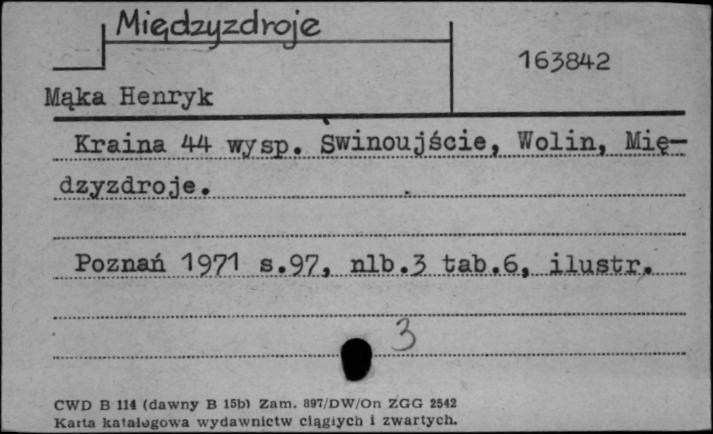 Międzyzdroje
163842
Mąka Henryk
Kraina 44 wysp. Świnoujście, Wolin, Mię-
dzyzdroje.
Poznań 1971 s.97, nlb.3 tab.6, ilustr.
3
CWD B 114 (dawny B 15b) Zam. 897/DW/On ZGG 2542
Karta katalogowa wydawnictw ciągłych i zwartych.